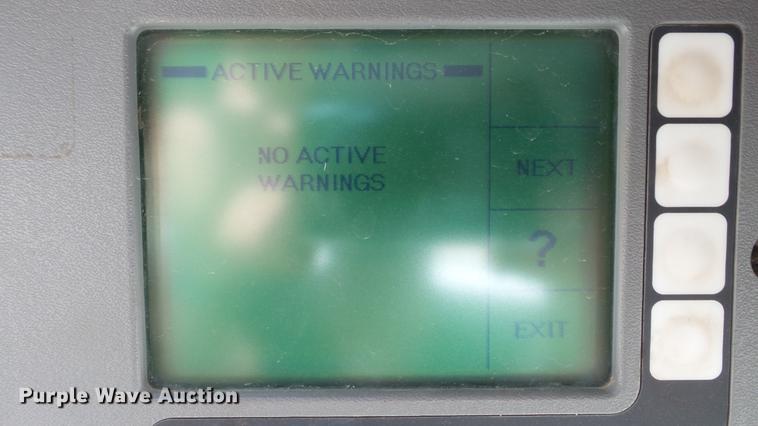 ACTIVE WARNINGS
NO ACTIVE
WARNINGS
NEXT
?
EXIT
Purple Wave Auction